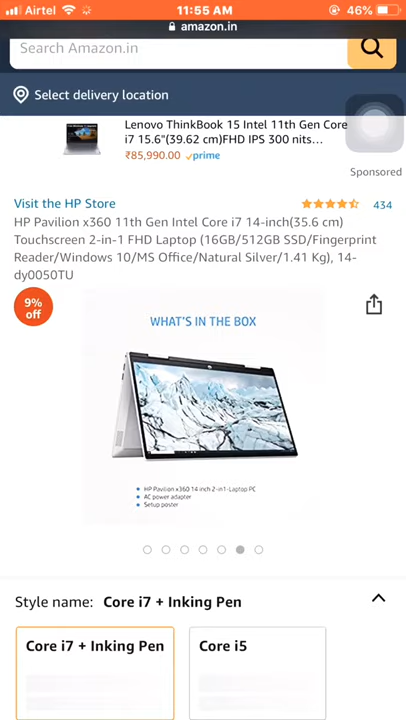 Airtel 11:55 AM 46%
amazon.in
Search Amazon.in
Select delivery location
Lenovo ThinkBook 15 Intel 11th Gen Core
i7 15.6"(39.62 cm)FHD IPS 300 nits...
₹85,990.00 prime
Sponsored
Visit the HP Store 434
HP Pavilion x360 11th Gen Intel Core i7 14-inch(35.6 cm)
Touchscreen 2-in-1 FHD Laptop (16GB/512GB SSD/Fingerprint
Reader/Windows 10/MS Office/Natural Silver/1.41 Kg), 14-
dy0050TU
9%
off
WHAT'S IN THE BOX
• HP Pavilion x360 14 inch 2-in-1-Laptop PC
• AC power adapter
• Setup poster
Style name: Core i7 + Inking Pen
Core i7 + Inking Pen Core i5